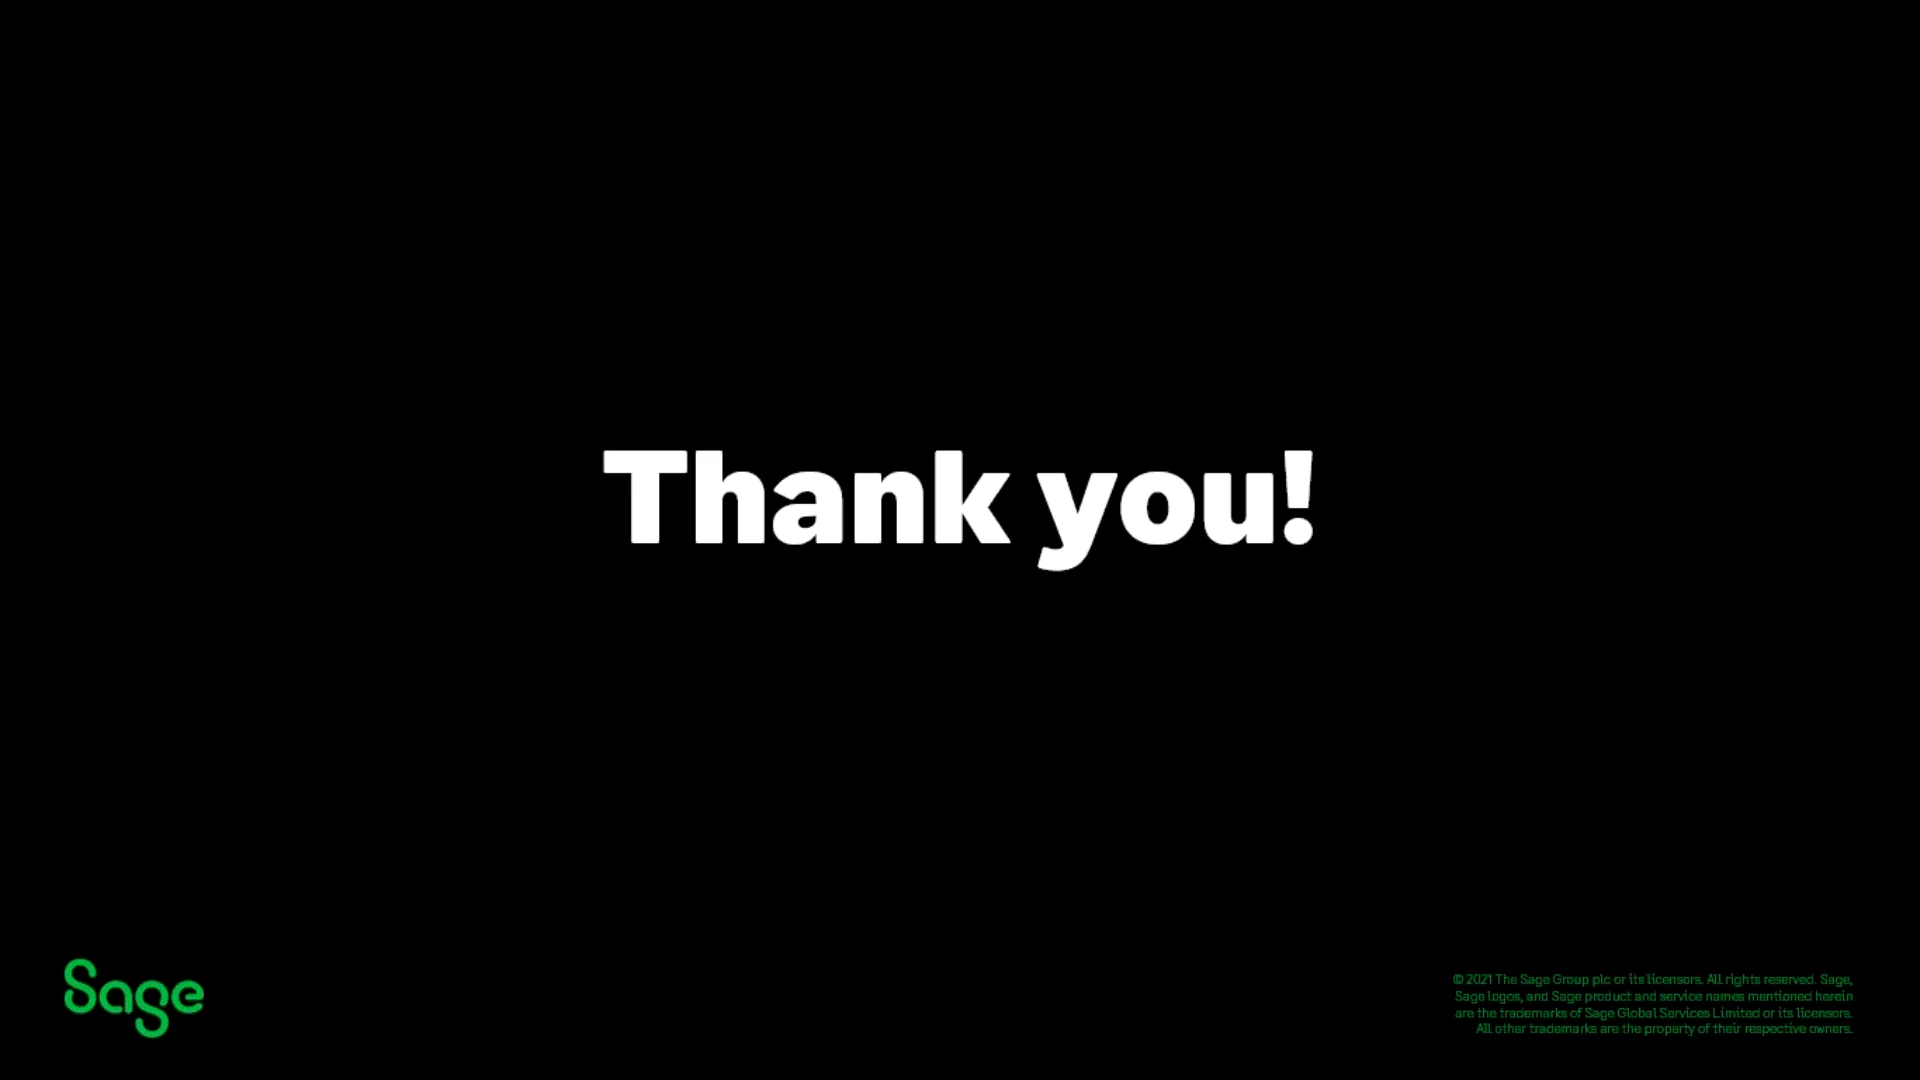 Thank you!
Sage
© 2021 The Sage Group plc or its licensors. All rights reserved. Sage,
Sage logos, and Sage product and service names mentioned herein
are the trademarks of Sage Global Services Limited or its licensors.
All other trademarks are the property of their respective owners.